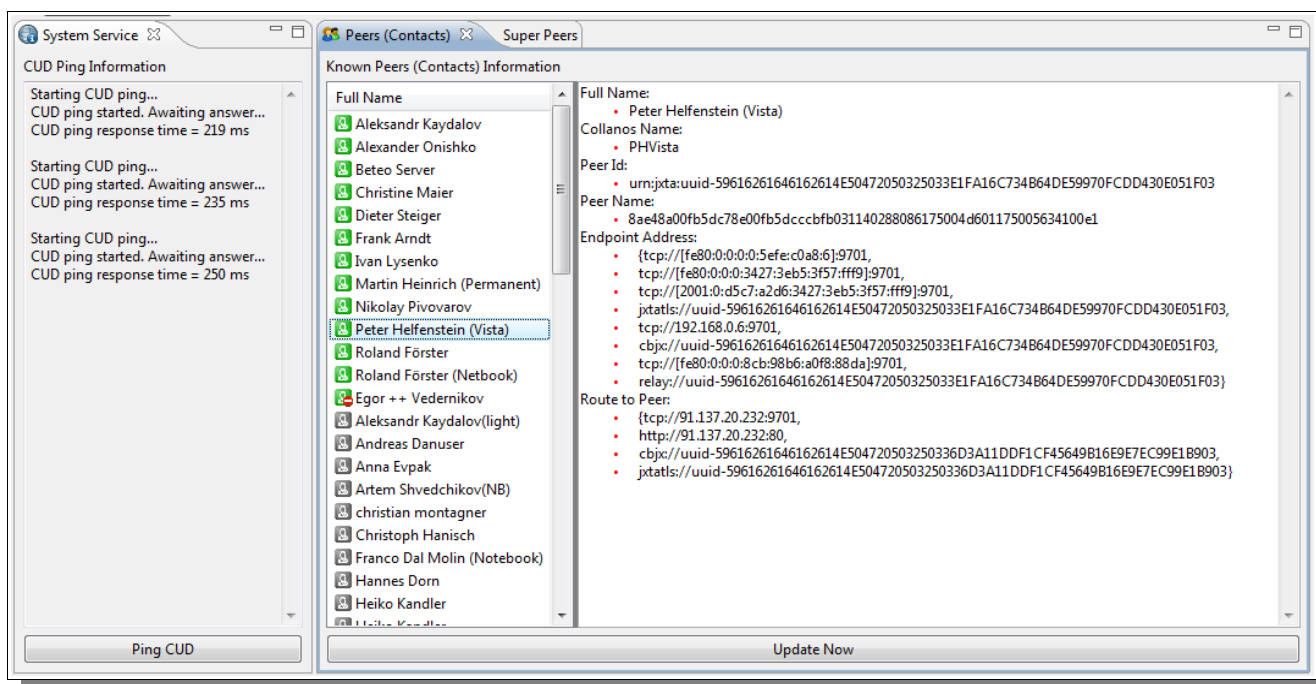 System Service
CUD Ping Information
Starting CUD ping...
CUD ping started. Awaiting answer...
CUD ping response time = 219 ms
Starting CUD ping...
CUD ping started. Awaiting answer...
CUD ping response time = 235 ms
Starting CUD ping...
CUD ping started. Awaiting answer...
CUD ping response time = 250 ms
Ping CUD
Peers (Contacts) Super Peers
Known Peers (Contacts) Information
Full Name
Aleksandr Kaydalov
Alexander Onishko
Beteo Server
Christine Maier
Dieter Steiger
Frank Arndt
Ivan Lysenko
Martin Heinrich (Permanent)
Nikolay Pivovarov
Peter Helfenstein (Vista)
Roland Förster
Roland Förster (Netbook)
Egor ++ Vedernikov
Aleksandr Kaydalov(light)
Andreas Danuser
Anna Evpak
Artem Shvedchikov(NB)
christian montagner
Christoph Hanisch
Franco Dal Molin (Notebook)
Hannes Dorn
Heiko Kandler
Heiko Kandler
Full Name:
• Peter Helfenstein (Vista)
Collanos Name:
• PHVista
Peer Id:
• urn:jxta:uuid-59616261646162614E50472050325033E1FA16C734B64DE59970FCDD430E051F03
Peer Name:
• 8ae48a00fb5dc78e00fb5dcccbfb031140288086175004d601175005634100e1
Endpoint Address:
• {tcp://[fe80:0:0:0:0:5efe:c0a8:6]:9701,
• tcp://[fe80:0:0:0:3427:3eb5:3f57:fff9]:9701,
• tcp://[2001:0:d5c7:a2d6:3427:3eb5:3f57:fff9]:9701,
• jxtatls://uuid-59616261646162614E50472050325033E1FA16C734B64DE59970FCDD430E051F03,
• tcp://192.168.0.6:9701,
• cbjx://uuid-59616261646162614E50472050325033E1FA16C734B64DE59970FCDD430E051F03,
• tcp://[fe80:0:0:0:8cb:98b6:a0f8:88da]:9701,
• relay://uuid-59616261646162614E50472050325033E1FA16C734B64DE59970FCDD430E051F03}
Route to Peer:
• {tcp://91.137.20.232:9701,
• http://91.137.20.232:80,
• cbjx://uuid-59616261646162614E504720503250336D3A11DDF1CF45649B16E9E7EC99E1B903,
• jxtatls://uuid-59616261646162614E504720503250336D3A11DDF1CF45649B16E9E7EC99E1B903}
Update Now